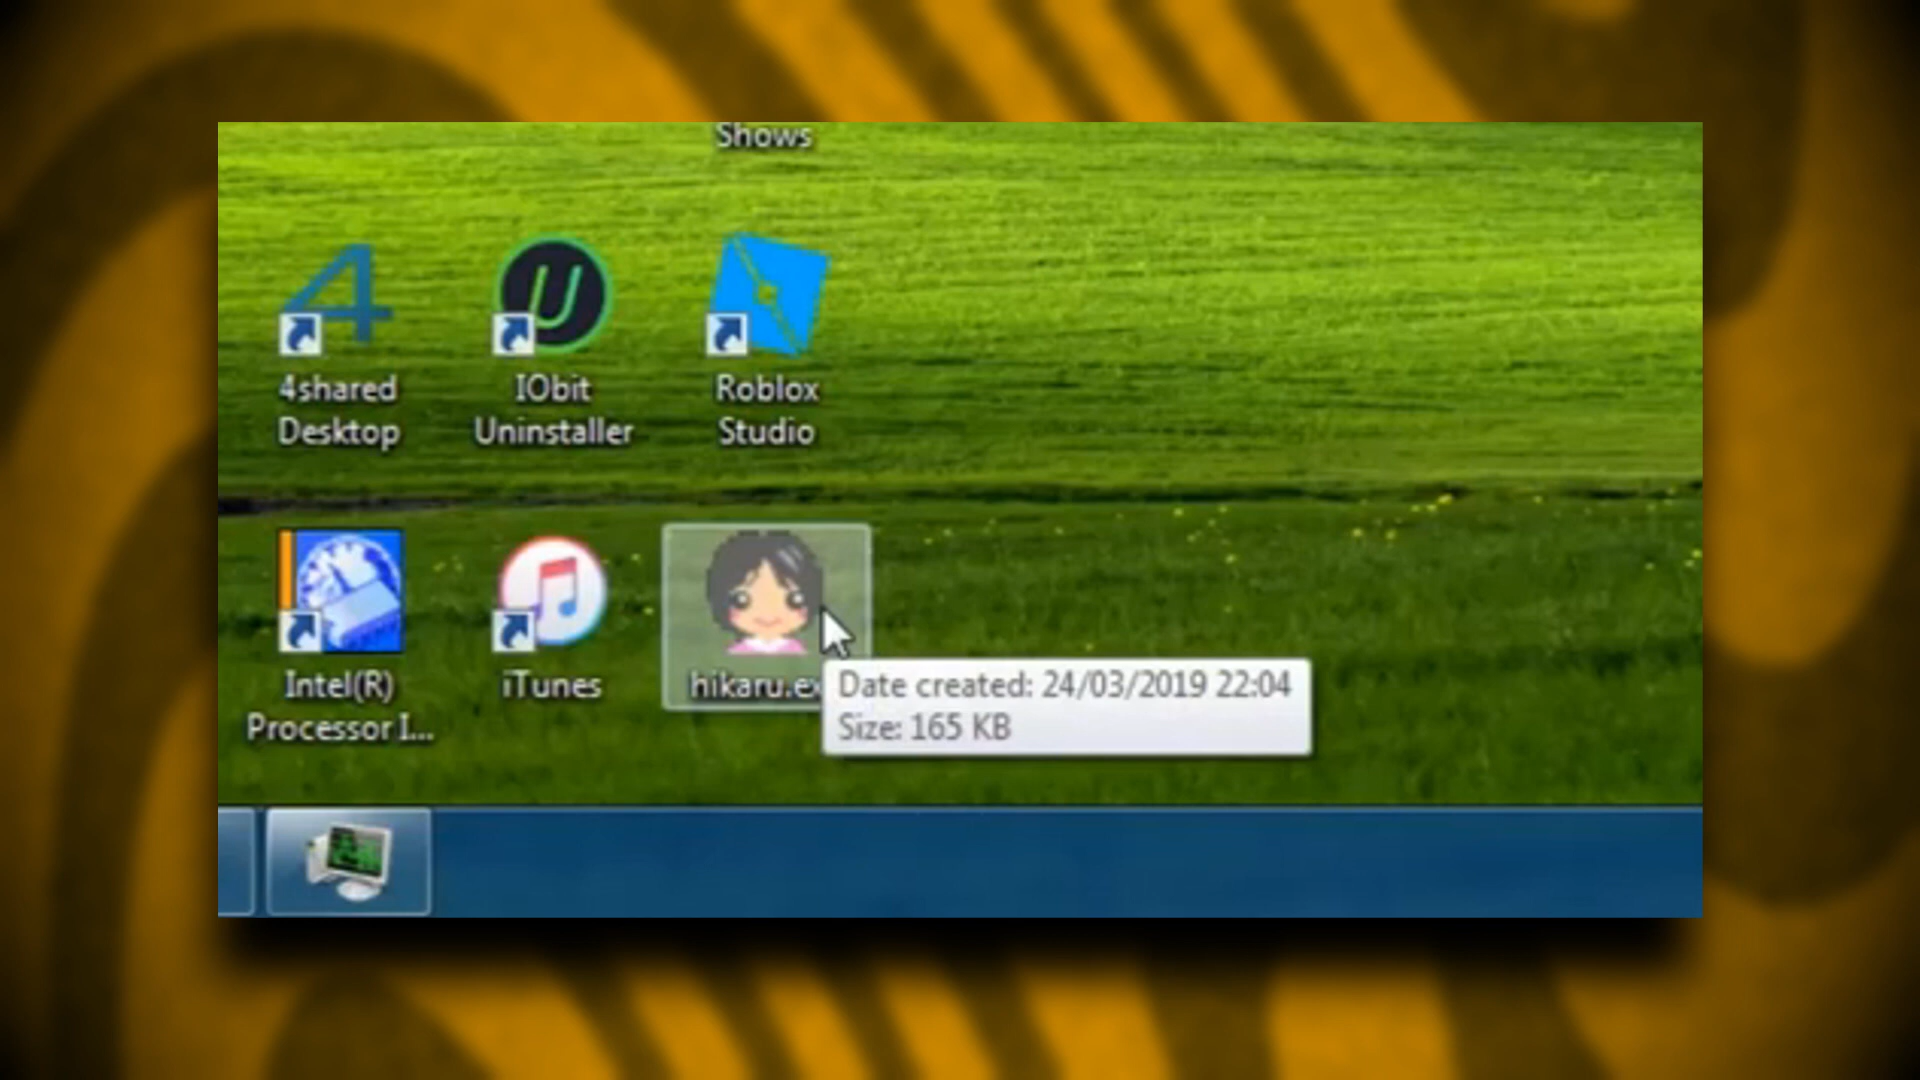 Shows
4shared
Desktop
IObit
Uninstaller
Roblox
Studio
Intel(R)
Processor I...
iTunes
hikaru.ex
Date created: 24/03/2019 22:04
Size: 165 KB